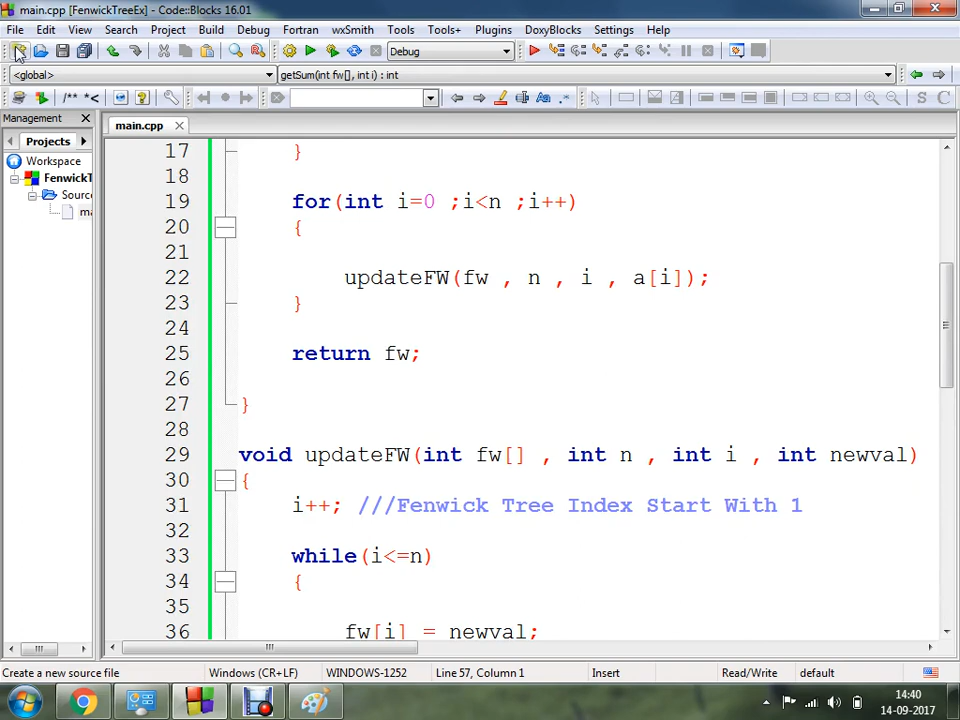 main.cpp [FenwickTreeEx] - Code::Blocks 16.01
File Edit View Search Project Build Debug Fortran wxSmith Tools Tools+ Plugins DoxyBlocks Settings Help
Debug
<global>
getSum(int fw[], int i) : int
/** *<
S C
Management
main.cpp
Projects
Workspace
FenwickT
Sourc
ma
17 }
18
19 for(int i=0 ;i<n ;i++)
20 {
21
22 updateFW(fw , n , i , a[i]);
23 }
24
25 return fw;
26
27 }
28
29 void updateFW(int fw[] , int n , int i , int newval)
30 {
31 i++; ///Fenwick Tree Index Start With 1
32
33 while(i<=n)
34 {
35
36 fw[i] = newval;
Create a new source file
Windows (CR+LF)
WINDOWS-1252
Line 57, Column 1
Insert
Read/Write
default
14:40
14-09-2017